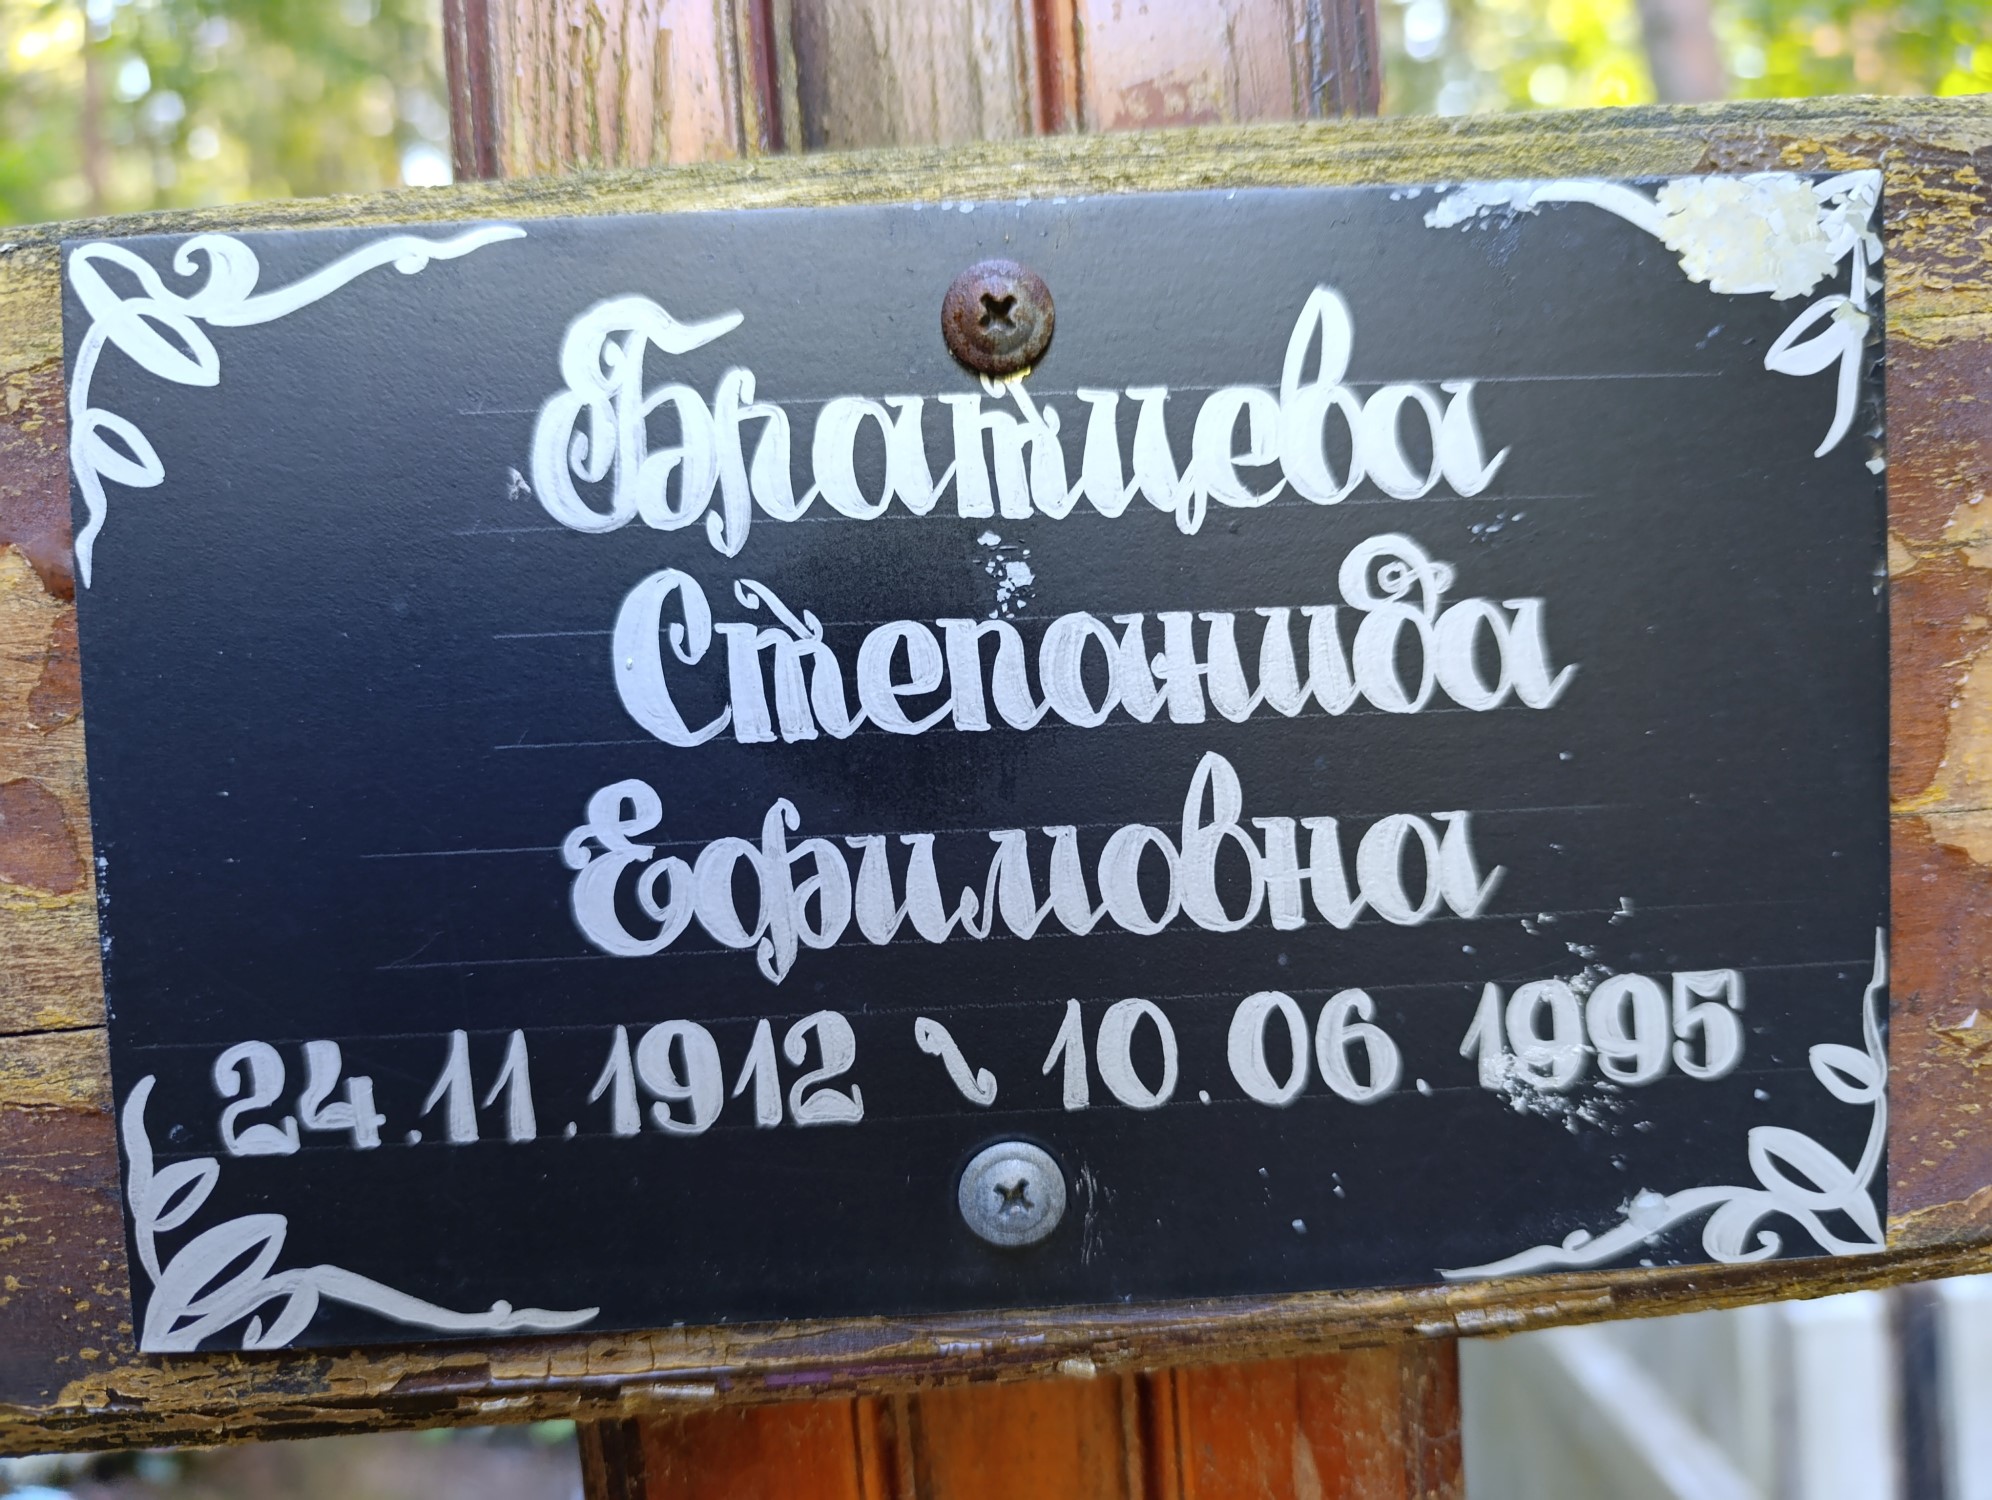 Братцева
Степанида
Ефимовна
24.11.1912 ~ 10.06.1995